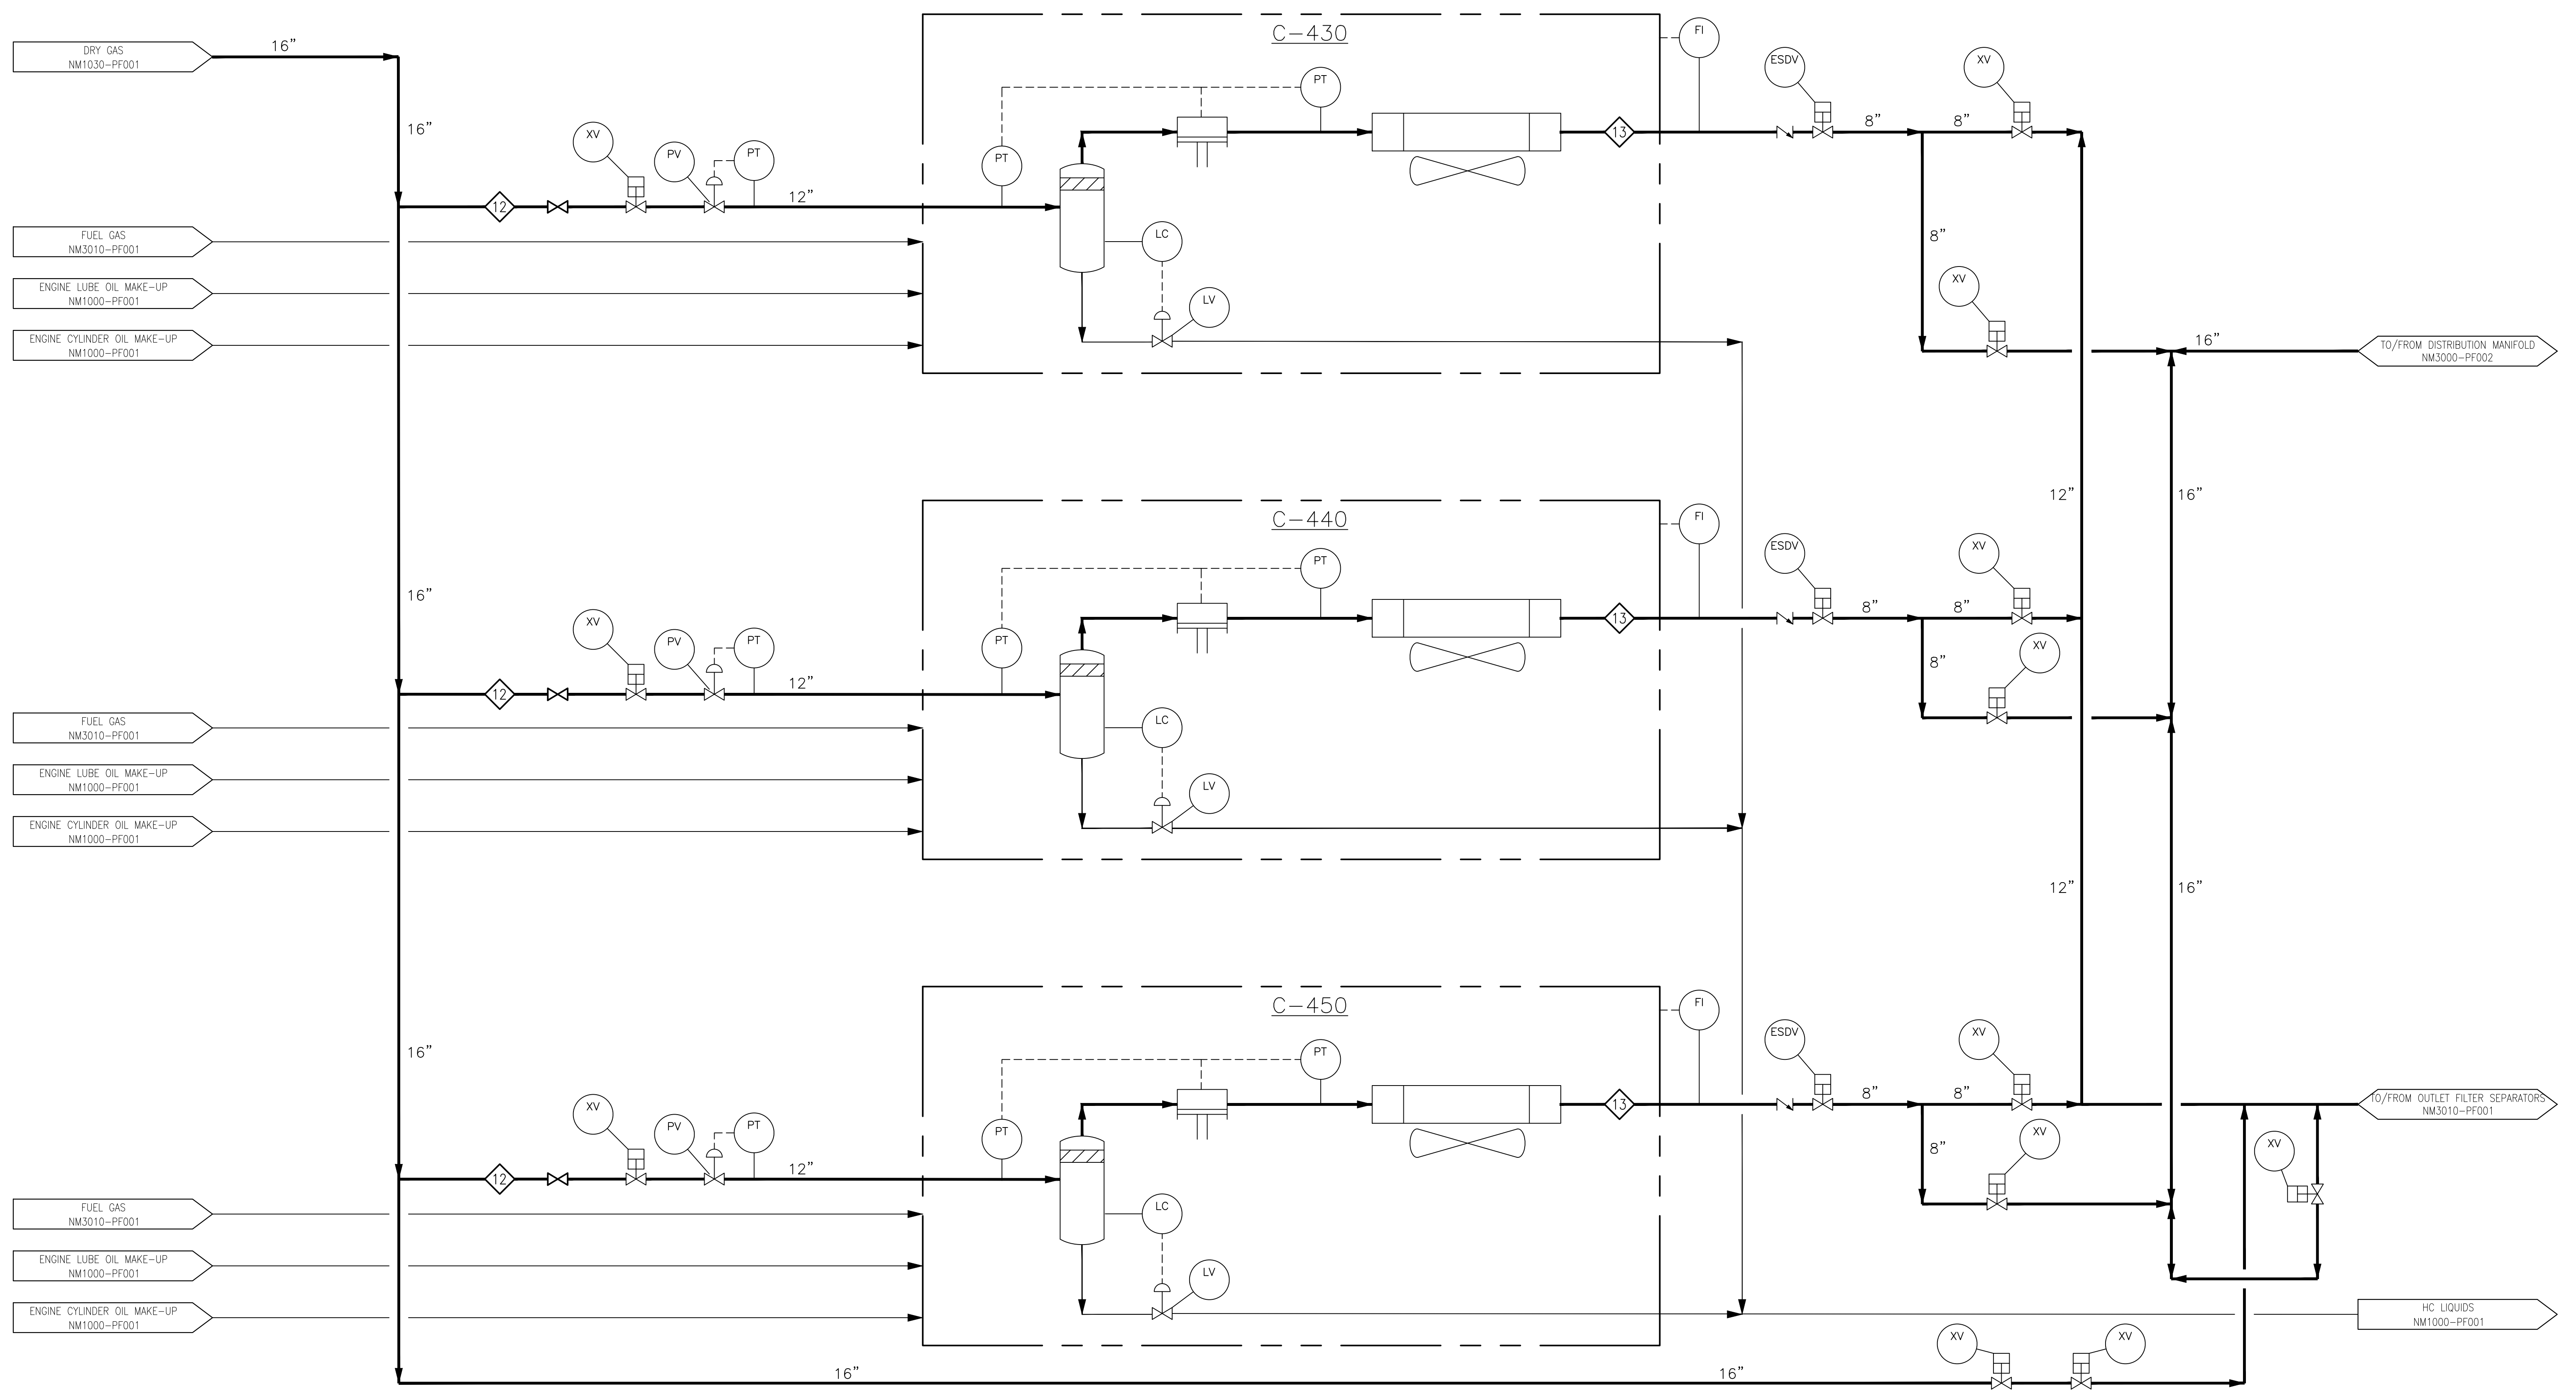 C-430
FI
DRY GAS
NM1030-PF001
16"
ESDV
XV
PT
8"
8"
13
16"
XV
PV
PT
PT
12
12"
FUEL GAS
NM3010-PF001
LC
8"
ENGINE LUBE OIL MAKE-UP
NM1000-PF001
XV
LV
ENGINE CYLINDER OIL MAKE-UP
NM1000-PF001
16"
TO/FROM DISTRIBUTION MANIFOLD
NM3000-PF002
12"
16"
C-440
FI
ESDV
XV
PT
16"
8"
8"
13
XV
PV
PT
PT
XV
8"
12
12"
FUEL GAS
NM3010-PF001
LC
ENGINE LUBE OIL MAKE-UP
NM1000-PF001
LV
ENGINE CYLINDER OIL MAKE-UP
NM1000-PF001
12"
16"
C-450
FI
ESDV
XV
16"
PT
8"
8"
13
TO/FROM OUTLET FILTER SEPARATORS
NM3010-PF001
XV
PV
PT
PT
XV
XV
8"
12
12"
FUEL GAS
NM3010-PF001
LC
ENGINE LUBE OIL MAKE-UP
NM1000-PF001
LV
ENGINE CYLINDER OIL MAKE-UP
NM1000-PF001
HC LIQUIDS
NM1000-PF001
XV
XV
16"
16"